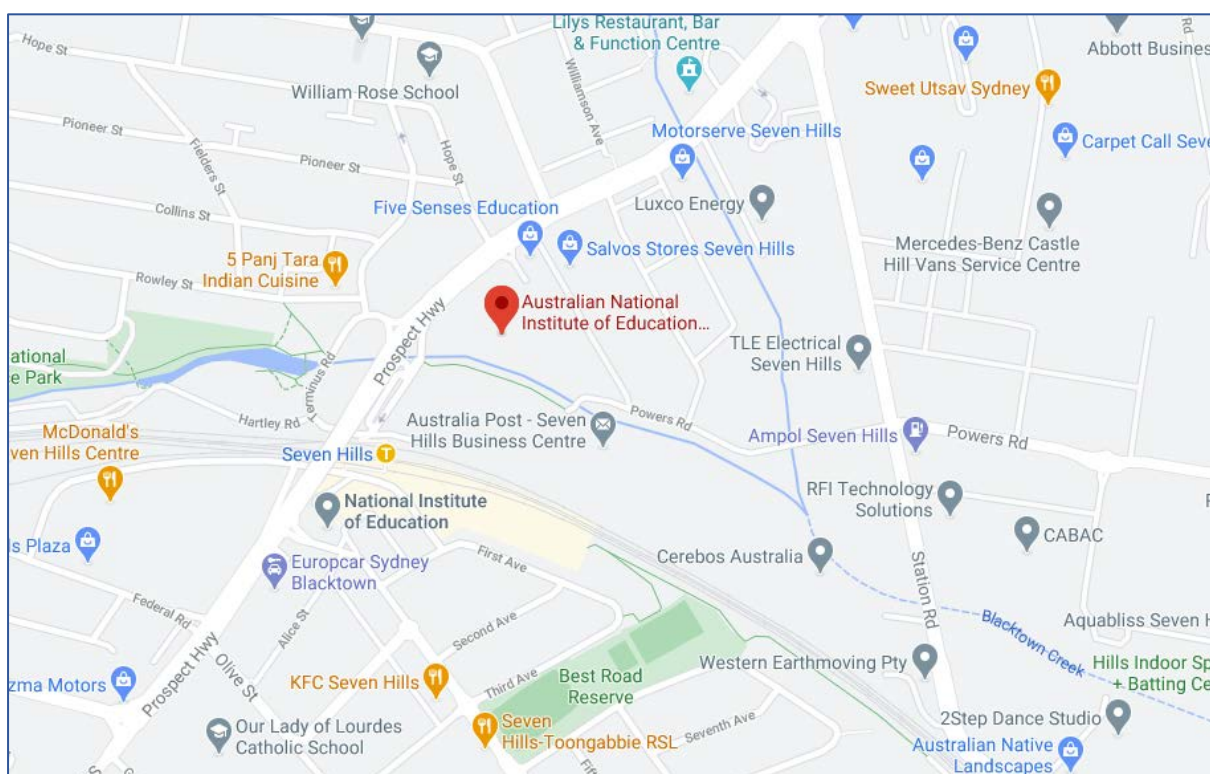 Hope St
William Rose School
Lilys Restaurant, Bar
& Function Centre
Abbott Business
Rd
Sweet Utsav Sydney
Pioneer St
Fielders St
Pioneer St
Hope St
Williamson Ave
Motorserve Seven Hills
Carpet Call Seve
Collins St
Five Senses Education
Luxco Energy
Salvos Stores Seven Hills
Mercedes-Benz Castle
Hill Vans Service Centre
5 Panj Tara
Indian Cuisine
Rowley St
Australian National
Institute of Education...
Prospect Hwy
TLE Electrical
Seven Hills
ational
e Park
Terminus Rd
Hartley Rd
Australia Post - Seven
Hills Business Centre
Powers Rd
Ampol Seven Hills
Powers Rd
McDonald's
ven Hills Centre
Seven Hills
T
RFI Technology
Solutions
National Institute
of Education
CABAC
ls Plaza
Europcar Sydney
Blacktown
First Ave
Cerebos Australia
Station Rd
Federal Rd
Alice St
Second Ave
Blacktown Creek
Aquabliss Seven H
Prospect Hwy
Olive St
KFC Seven Hills
Third Ave
Best Road
Reserve
Western Earthmoving Pty
Hills Indoor Sp
+ Batting Ce
zma Motors
Our Lady of Lourdes
Catholic School
Seven
Hills-Toongabbie RSL
Seventh Ave
2Step Dance Studio
Australian Native
Landscapes